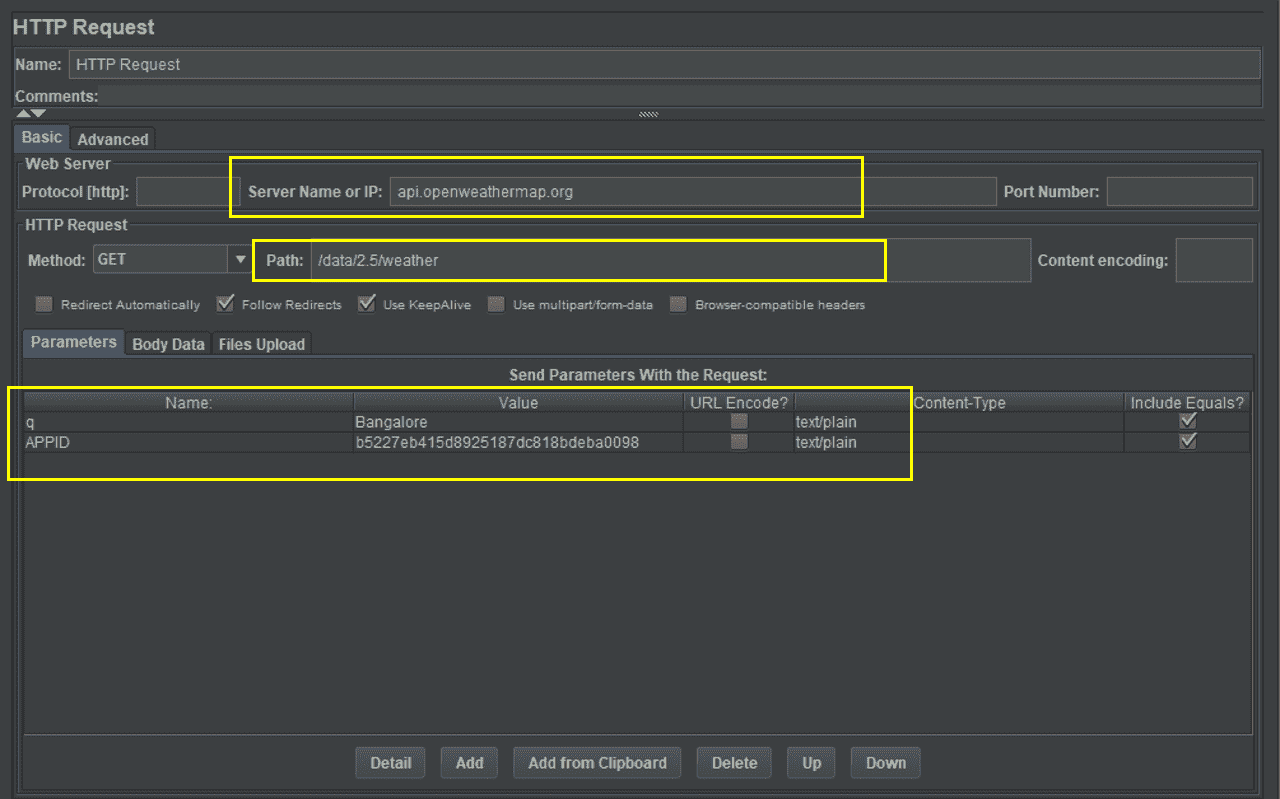 HTTP Request
Name: HTTP Request
Comments:
Basic Advanced
Web Server
Protocol [http]: Server Name or IP: api.openweathermap.org Port Number:
HTTP Request
Method: GET Path: /data/2.5/weather Content encoding:
Redirect Automatically Follow Redirects Use KeepAlive Use multipart/form-data Browser-compatible headers
Parameters Body Data Files Upload
Send Parameters With the Request:
Name: Value URL Encode? Content-Type Include Equals?
q Bangalore text/plain
APPID b5227eb415d8925187dc818bdeba0098 text/plain
Detail Add Add from Clipboard Delete Up Down